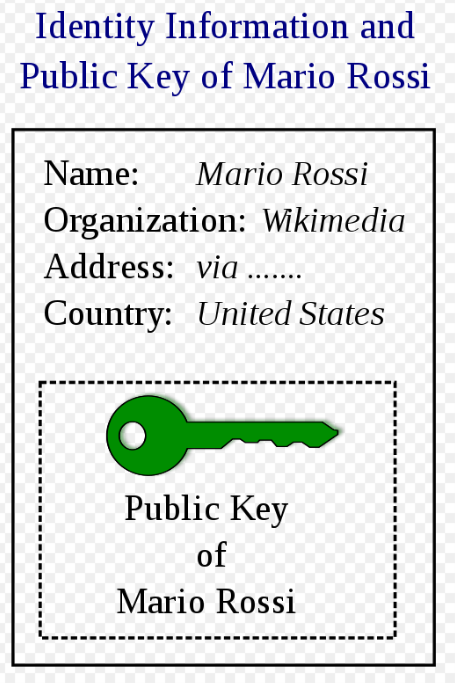 Identity Information and
Public Key of Mario Rossi
Name: Mario Rossi
Organization: Wikimedia
Address: via .......
Country: United States
Public Key
of
Mario Rossi